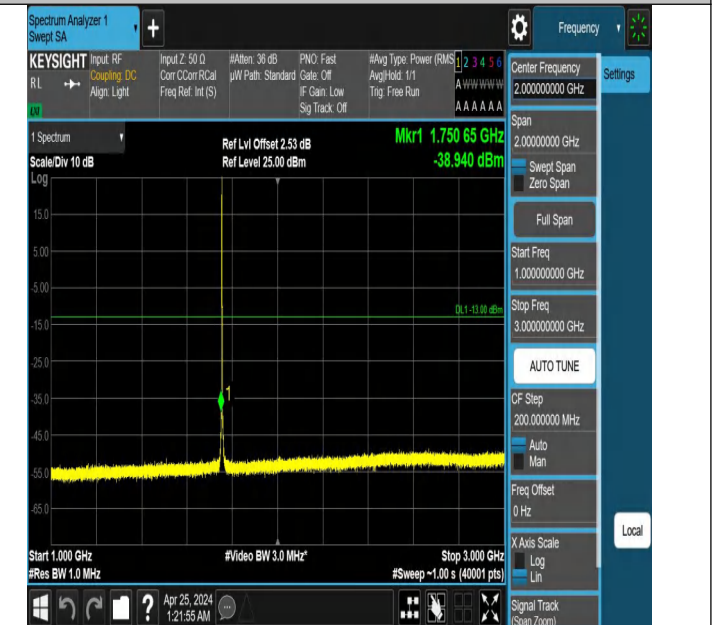 Spectrum Analyzer 1
Swept SA
+
Frequency
KEYSIGHT
RL
Input: RF
Coupling: DC
Align: Light
Input Z: 50 Ω
Corr CCorr RCal
Freq Ref: Int (S)
#Atten: 36 dB
µW Path: Standard
PNO: Fast
Gate: Off
IF Gain: Low
Sig Track: Off
#Avg Type: Power (RMS
Avg|Hold: 1/1
Trig: Free Run
1 2 3 4 5 6
A W W W W W
A A A A A A
1 Spectrum
Scale/Div 10 dB
Log
Ref Lvl Offset 2.53 dB
Ref Level 25.00 dBm
Mkr1 1.750 65 GHz
-38.940 dBm
15.0
5.00
-5.00
DL1 -13.00 dBm
-15.0
-25.0
-35.0
1
-45.0
-55.0
-65.0
Start 1.000 GHz
#Video BW 3.0 MHz*
Stop 3.000 GHz
#Res BW 1.0 MHz
#Sweep ~1.00 s (40001 pts)
?
Apr 25, 2024
1:21:55 AM
Center Frequency
2.000000000 GHz
Settings
Span
2.00000000 GHz
Swept Span
Zero Span
Full Span
Start Freq
1.000000000 GHz
Stop Freq
3.000000000 GHz
AUTO TUNE
CF Step
200.000000 MHz
Auto
Man
Freq Offset
0 Hz
X Axis Scale
Log
Lin
Local
Signal Track
(Span Zoom)